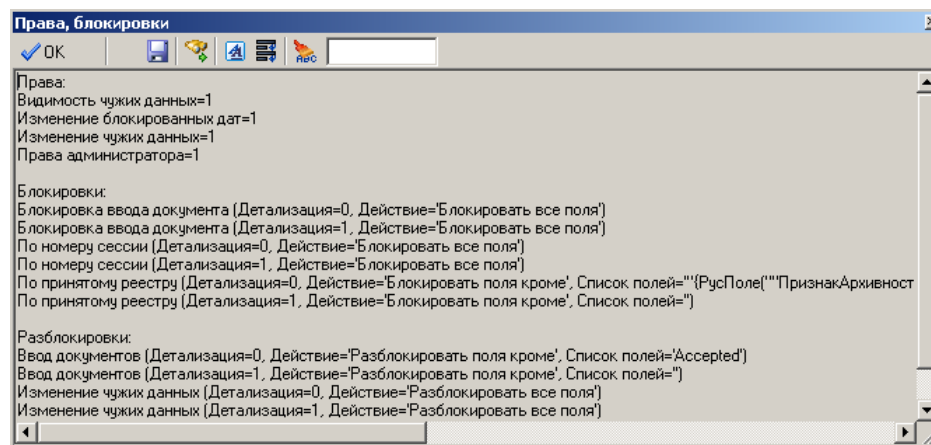 Права, блокировки
OK
ABC
Права:
Видимость чужих данных=1
Изменение блокированных дат=1
Изменение чужих данных=1
Права администратора=1
Блокировки:
Блокировка ввода документа (Детализация=0, Действие='Блокировать все поля')
Блокировка ввода документа (Детализация=1, Действие='Блокировать все поля')
По номеру сессии (Детализация=0, Действие='Блокировать все поля')
По номеру сессии (Детализация=1, Действие='Блокировать все поля')
По принятому реестру (Детализация=0, Действие='Блокировать поля кроме', Список полей='''{РусПоле(""ПризнакАрхивност
По принятому реестру (Детализация=1, Действие='Блокировать поля кроме', Список полей='')
Разблокировки:
Ввод документов (Детализация=0, Действие='Разблокировать поля кроме', Список полей='Accepted')
Ввод документов (Детализация=1, Действие='Разблокировать поля кроме', Список полей='')
Изменение чужих данных (Детализация=0, Действие='Разблокировать все поля')
Изменение чужих данных (Детализация=1, Действие='Разблокировать все поля')